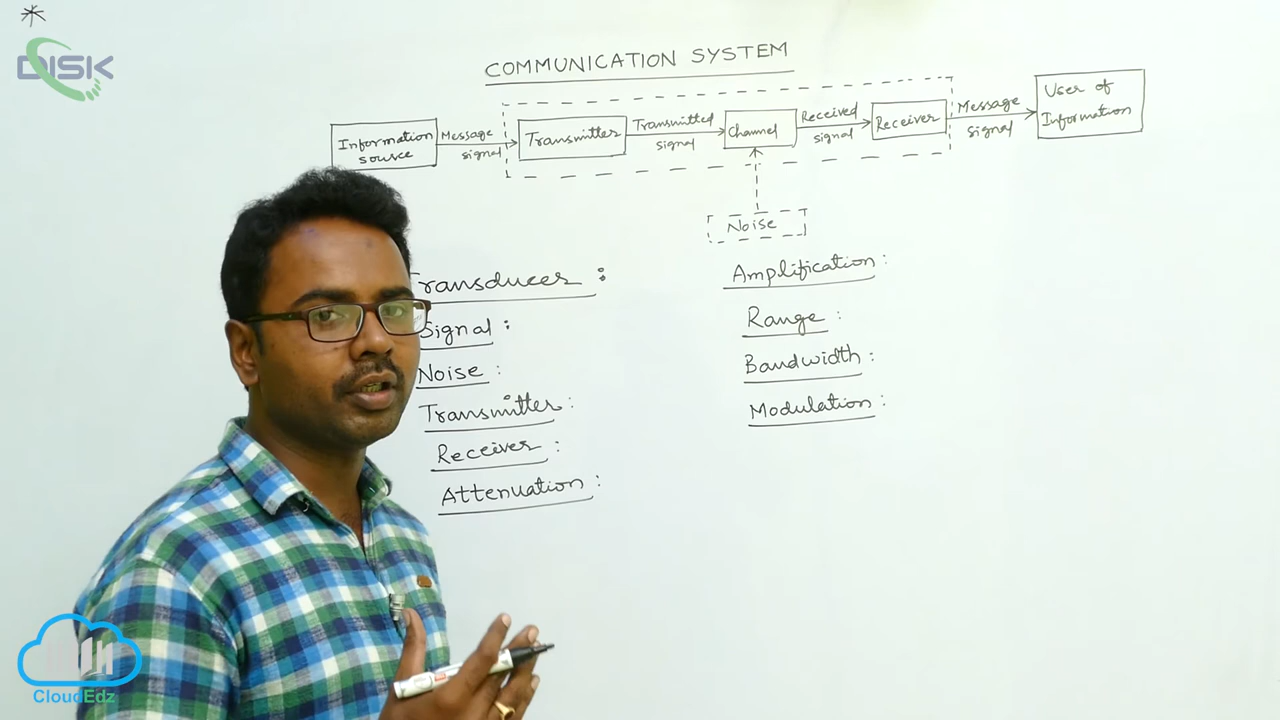 *
DISK
COMMUNICATION SYSTEM
Information source
Message signal
Transmitter
Transmitted signal
Channel
Received signal
Receiver
Message signal
User of Information
Noise
Transducer :
Signal :
Noise :
Transmitter :
Receiver :
Attenuation :
Amplification :
Range :
Bandwidth :
Modulation :
CloudEdz